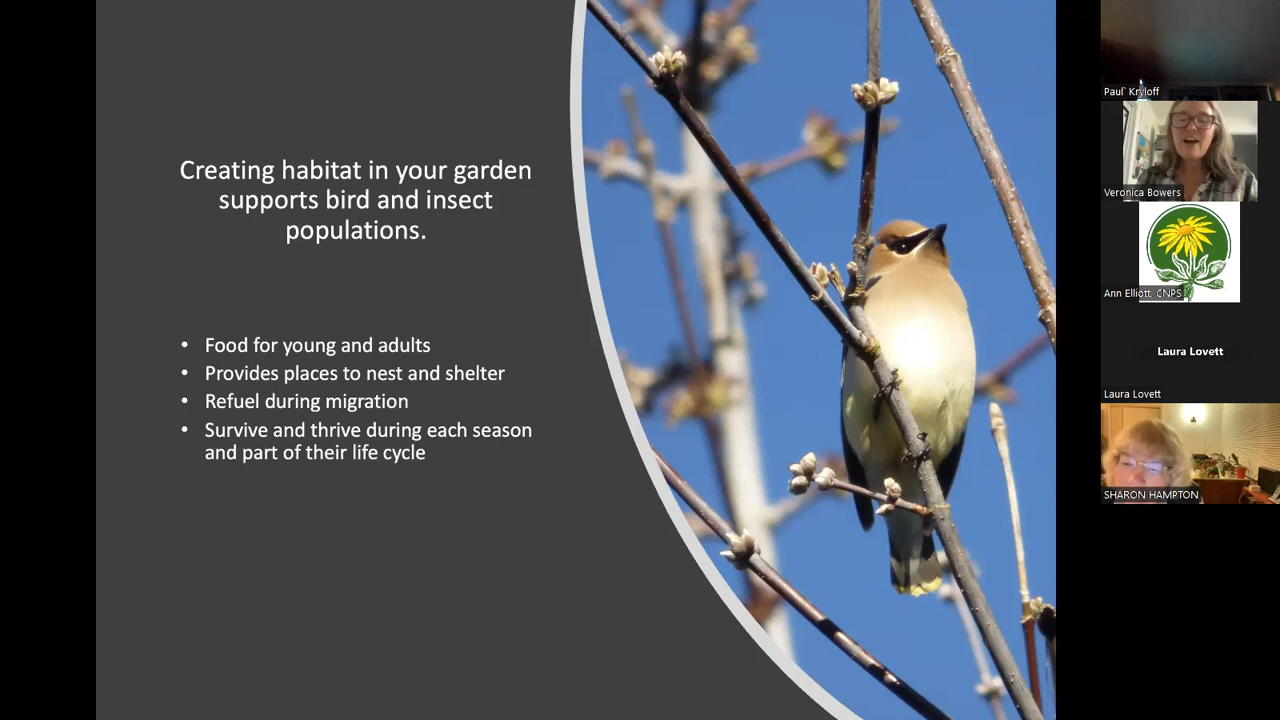 Creating habitat in your garden
supports bird and insect
populations.
• Food for young and adults
• Provides places to nest and shelter
• Refuel during migration
• Survive and thrive during each season
and part of their life cycle
Paul` Kryloff
Veronica Bowers
Ann Elliott, CNPS
Laura Lovett
Laura Lovett
SHARON HAMPTON